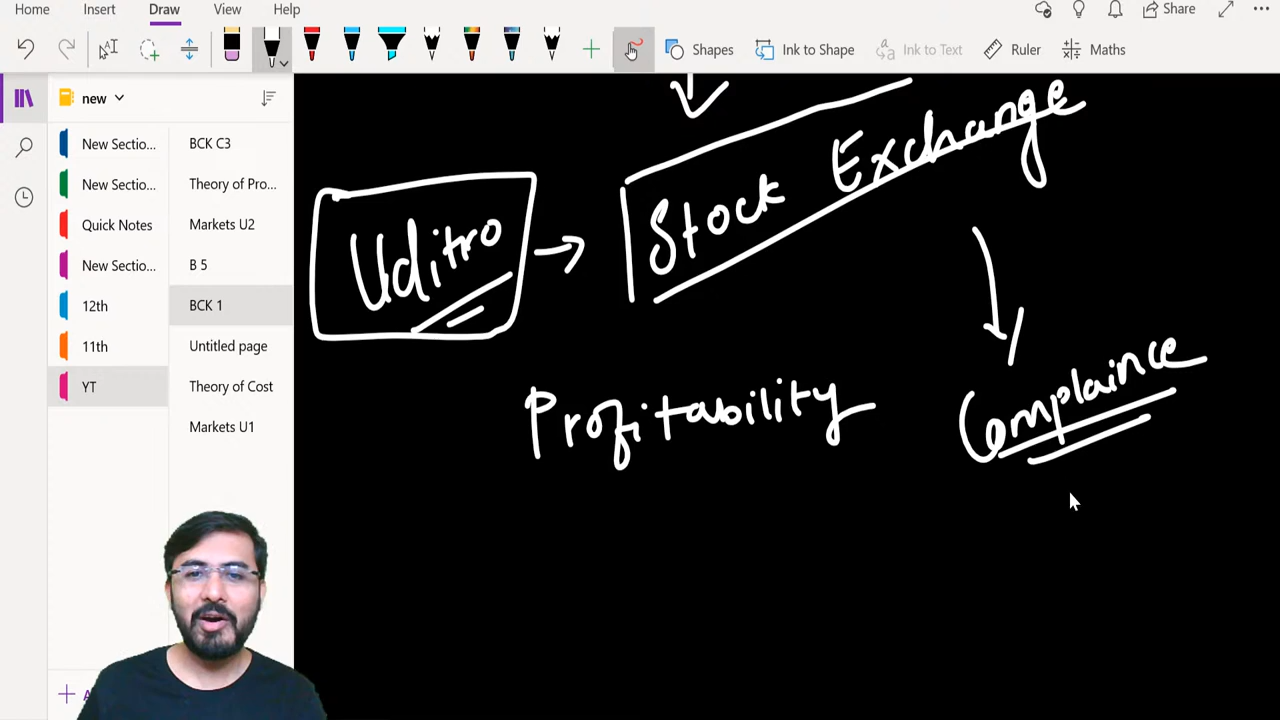 Home Insert Draw View Help Share
Shapes Ink to Shape Ink to Text Ruler Maths
new
New Sectio... BCK C3
New Sectio... Theory of Pro...
Quick Notes Markets U2
New Sectio... B 5
12th BCK 1
11th Untitled page
YT Theory of Cost
Markets U1
Stock Exchange
Uditro
Profitability
Complaince